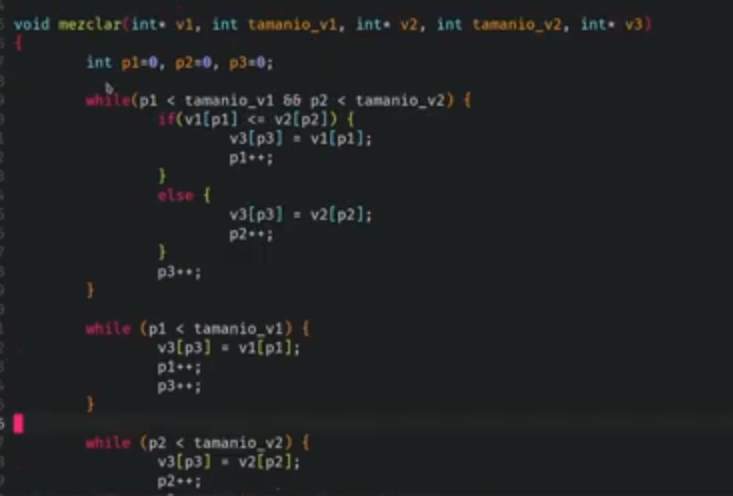 void mezclar(int* v1, int tamanio_v1, int* v2, int tamanio_v2, int* v3)
{
int p1=0, p2=0, p3=0;
while(p1 < tamanio_v1 && p2 < tamanio_v2) {
if(v1[p1] <= v2[p2]) {
v3[p3] = v1[p1];
p1++;
}
else {
v3[p3] = v2[p2];
p2++;
}
p3++;
}
while (p1 < tamanio_v1) {
v3[p3] = v1[p1];
p1++;
p3++;
}
while (p2 < tamanio_v2) {
v3[p3] = v2[p2];
p2++;